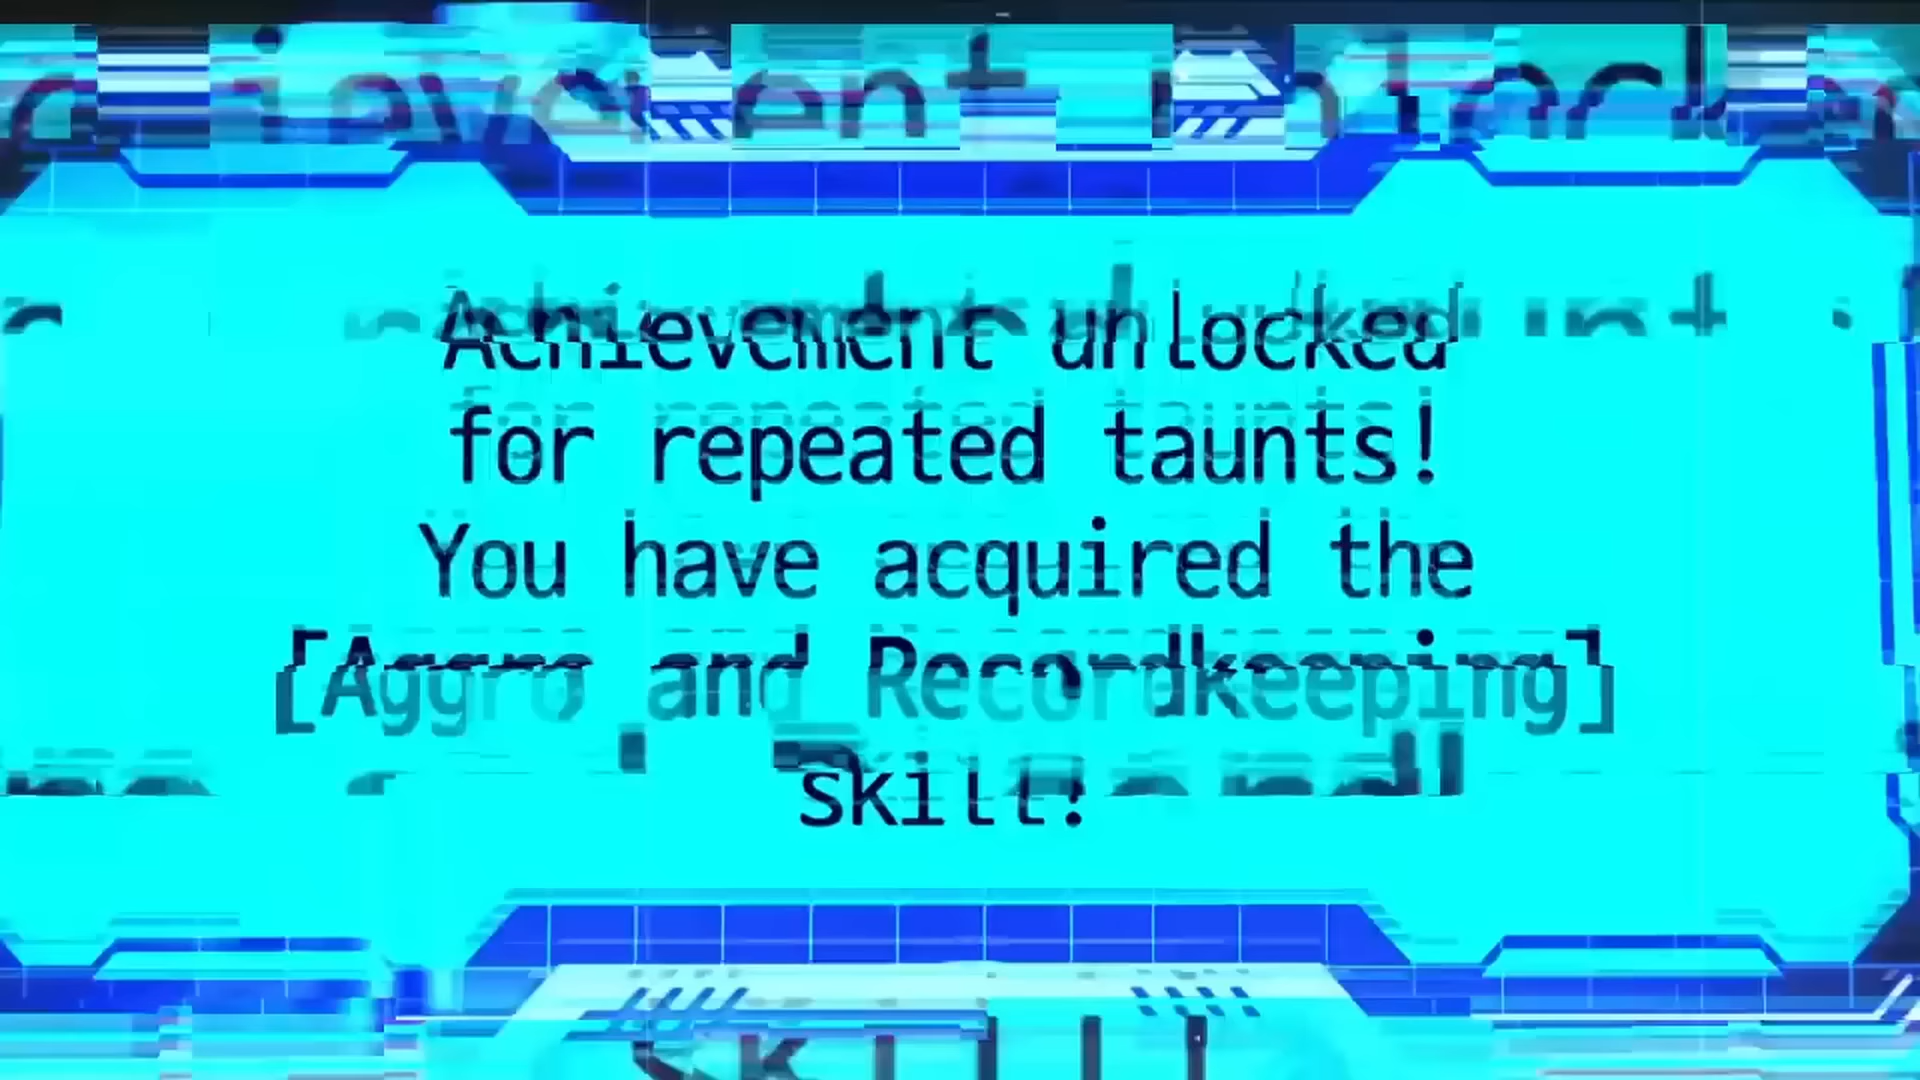 Achievement unlocked
for repeated taunts!
You have acquired the
[Aggro and Recordkeeping]
Skill!